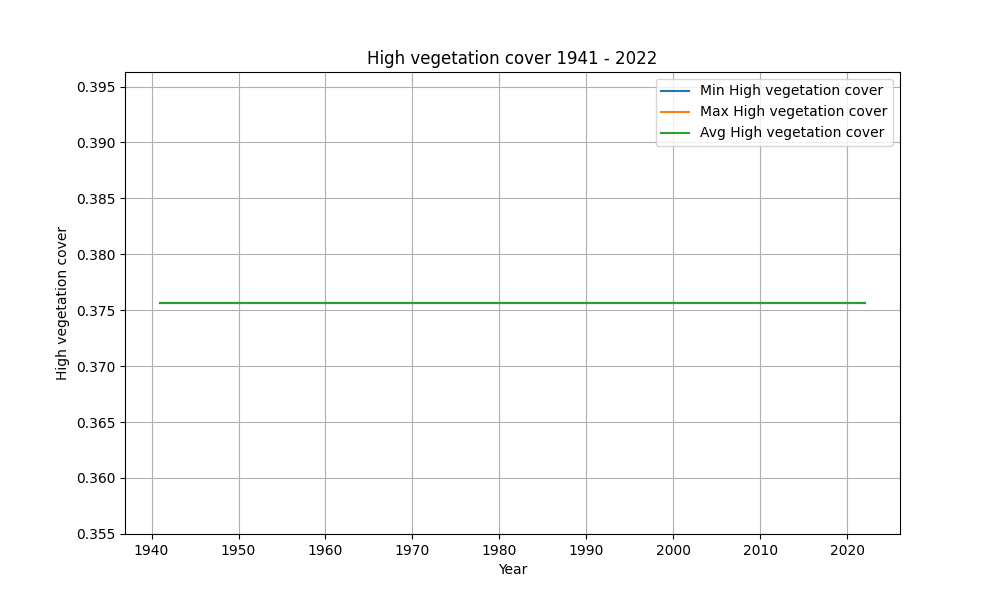 High vegetation cover 1941 - 2022
Min High vegetation cover
Max High vegetation cover
Avg High vegetation cover
High vegetation cover
0.395
0.390
0.385
0.380
0.375
0.370
0.365
0.360
0.355
1940 1950 1960 1970 1980 1990 2000 2010 2020
Year